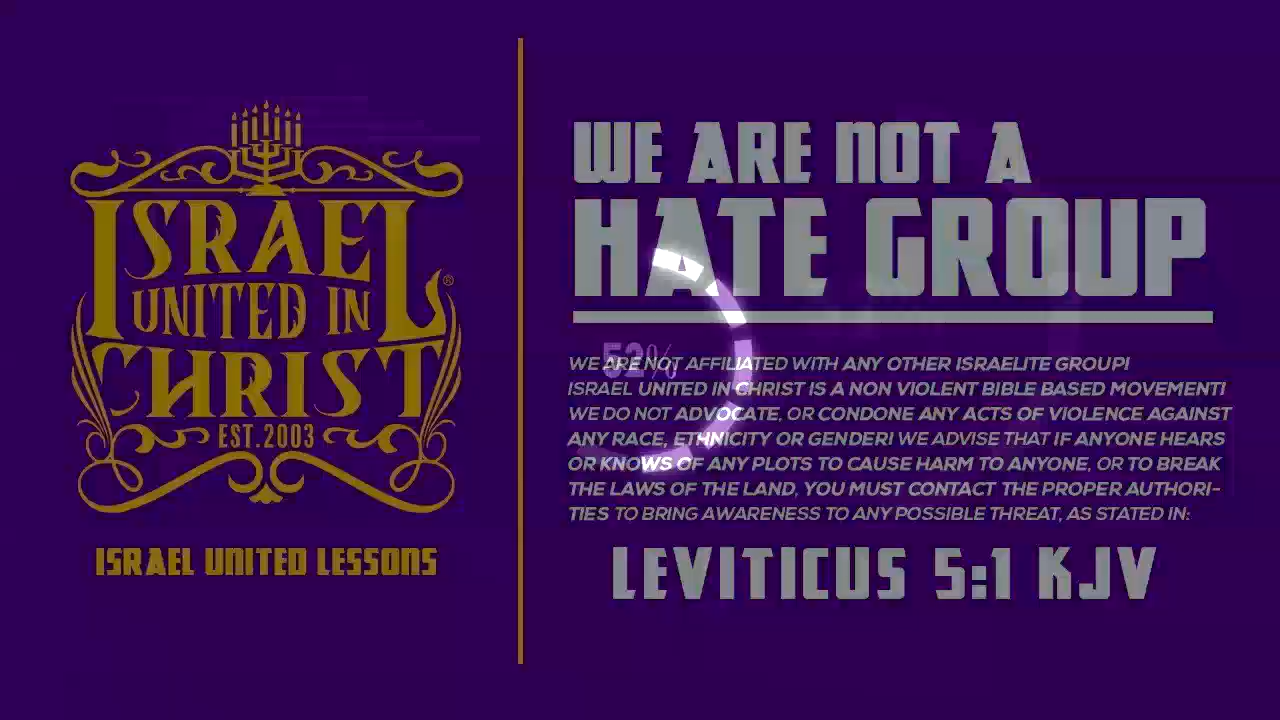 ISRAEL
UNITED IN
CHRIST
®
EST.2003
ISRAEL UNITED LESSONS
WE ARE NOT A
HATE GROUP
52%
WE ARE NOT AFFILIATED WITH ANY OTHER ISRAELITE GROUP!
ISRAEL UNITED IN CHRIST IS A NON VIOLENT BIBLE BASED MOVEMENT!
WE DO NOT ADVOCATE, OR CONDONE ANY ACTS OF VIOLENCE AGAINST
ANY RACE, ETHNICITY OR GENDER! WE ADVISE THAT IF ANYONE HEARS
OR KNOWS OF ANY PLOTS TO CAUSE HARM TO ANYONE, OR TO BREAK
THE LAWS OF THE LAND, YOU MUST CONTACT THE PROPER AUTHORI-
TIES TO BRING AWARENESS TO ANY POSSIBLE THREAT, AS STATED IN:
LEVITICUS 5:1 KJV